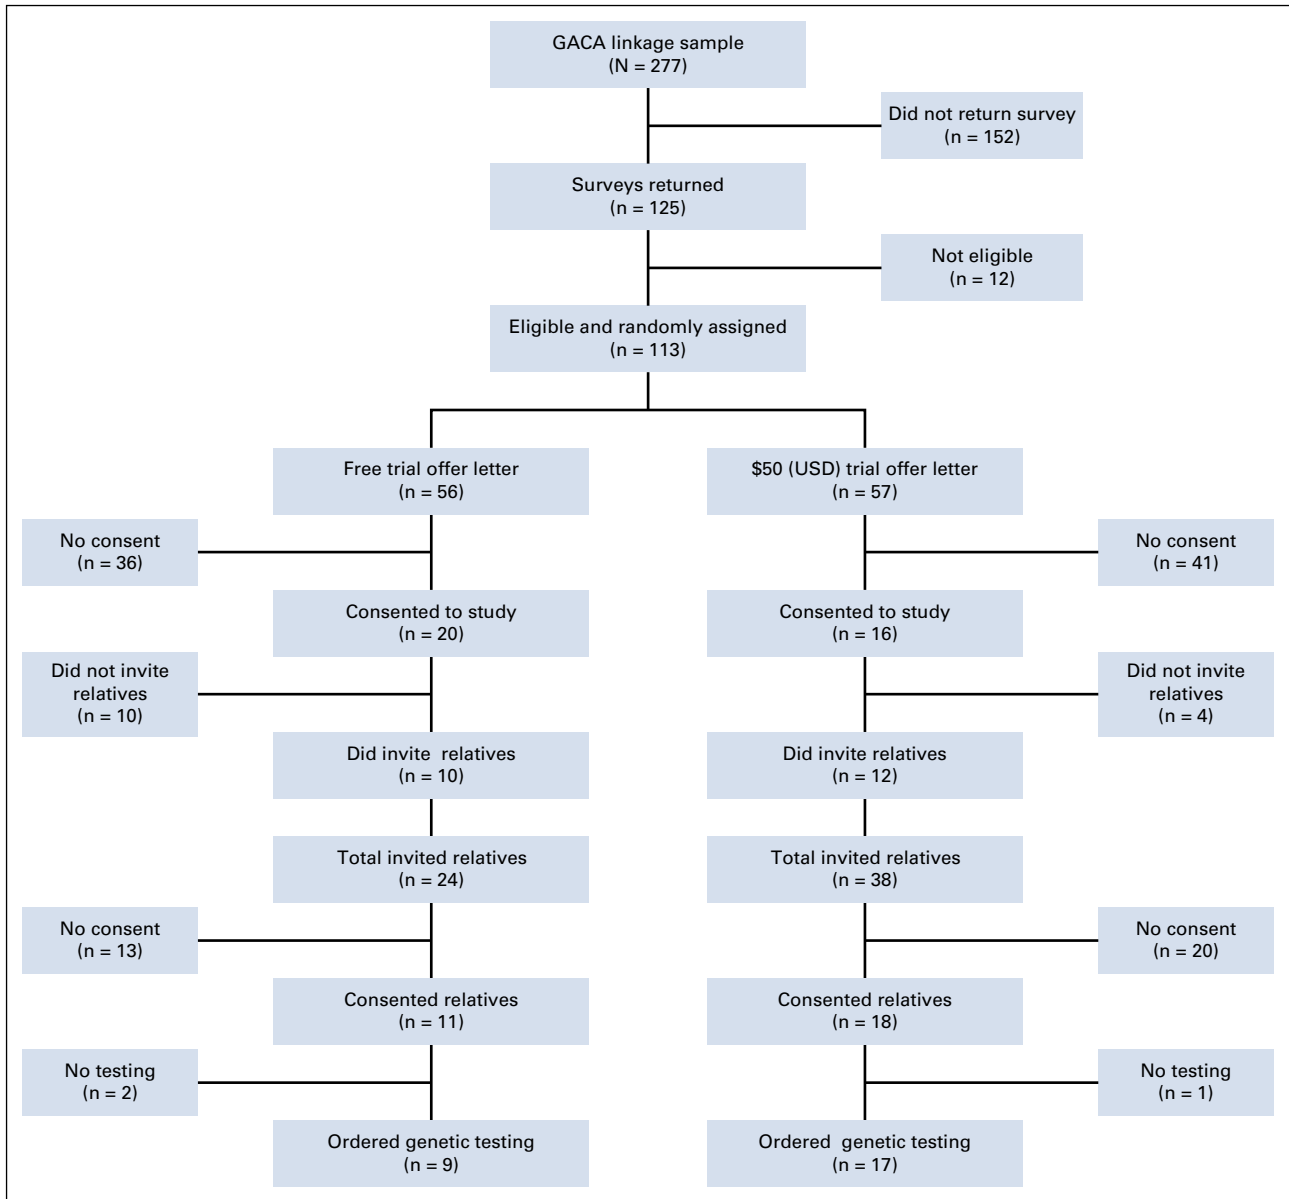 GACA linkage sample
(N = 277)
Did not return survey
(n = 152)
Surveys returned
(n = 125)
Not eligible
(n = 12)
Eligible and randomly assigned
(n = 113)
Free trial offer letter
(n = 56)
$50 (USD) trial offer letter
(n = 57)
No consent
(n = 36)
No consent
(n = 41)
Consented to study
(n = 20)
Consented to study
(n = 16)
Did not invite
relatives
(n = 10)
Did not invite
relatives
(n = 4)
Did invite relatives
(n = 10)
Did invite relatives
(n = 12)
Total invited relatives
(n = 24)
Total invited relatives
(n = 38)
No consent
(n = 13)
No consent
(n = 20)
Consented relatives
(n = 11)
Consented relatives
(n = 18)
No testing
(n = 2)
No testing
(n = 1)
Ordered genetic testing
(n = 9)
Ordered genetic testing
(n = 17)